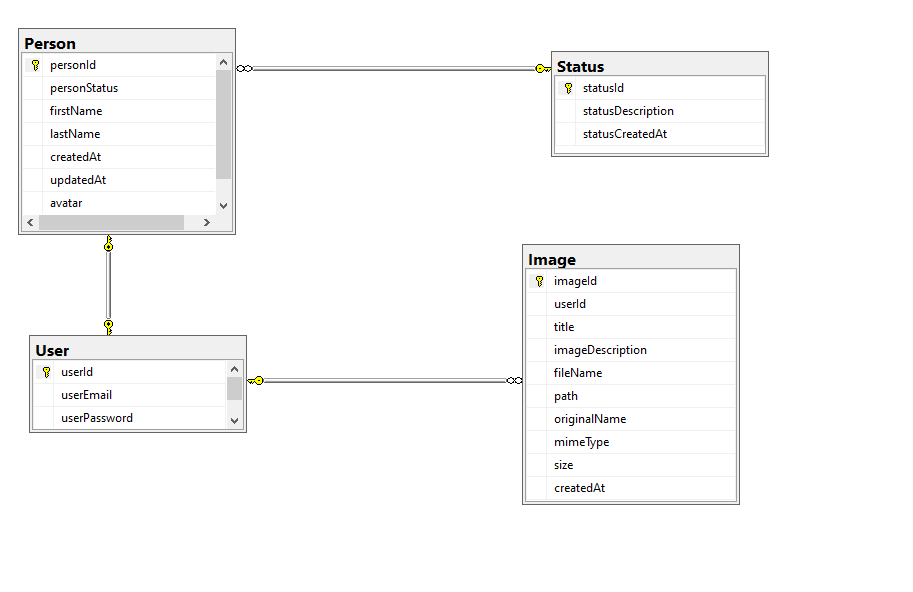 Person
personId
personStatus
firstName
lastName
createdAt
updatedAt
avatar
Status
statusId
statusDescription
statusCreatedAt
User
userId
userEmail
userPassword
Image
imageId
userId
title
imageDescription
fileName
path
originalName
mimeType
size
createdAt